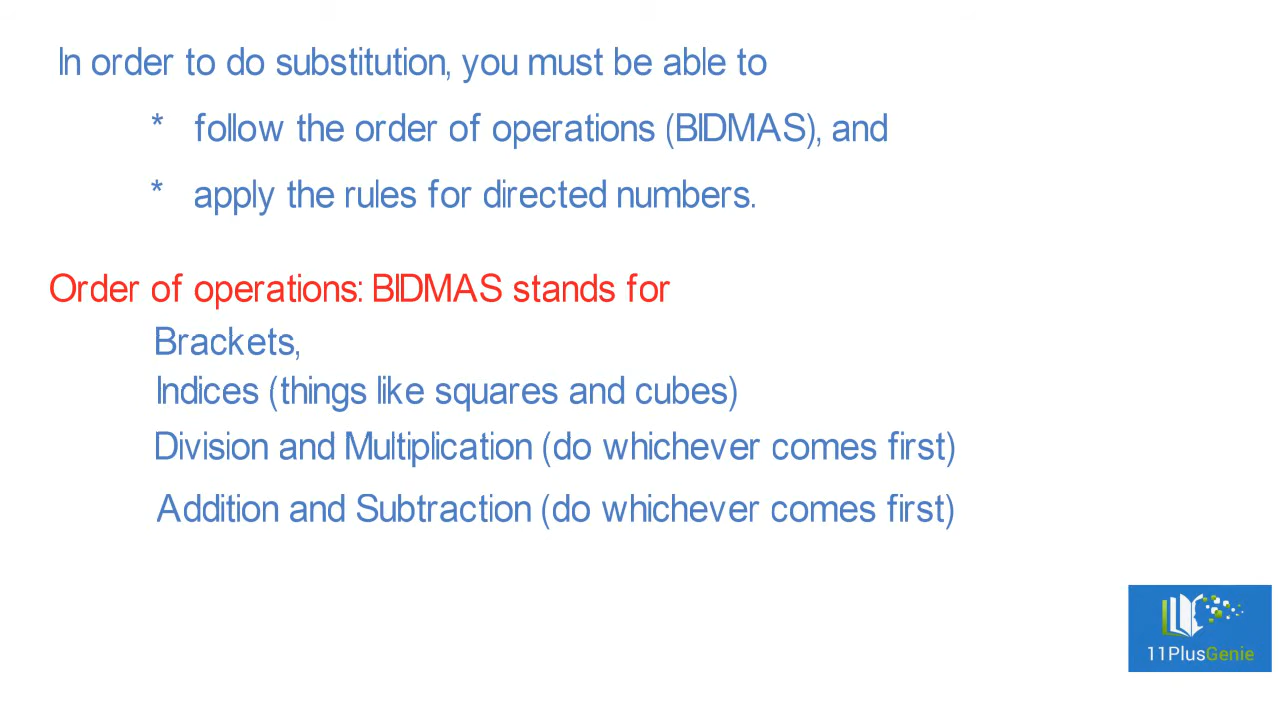 In order to do substitution, you must be able to
* follow the order of operations (BIDMAS), and
* apply the rules for directed numbers.
Order of operations: BIDMAS stands for
Brackets,
Indices (things like squares and cubes)
Division and Multiplication (do whichever comes first)
Addition and Subtraction (do whichever comes first)
11PlusGenie